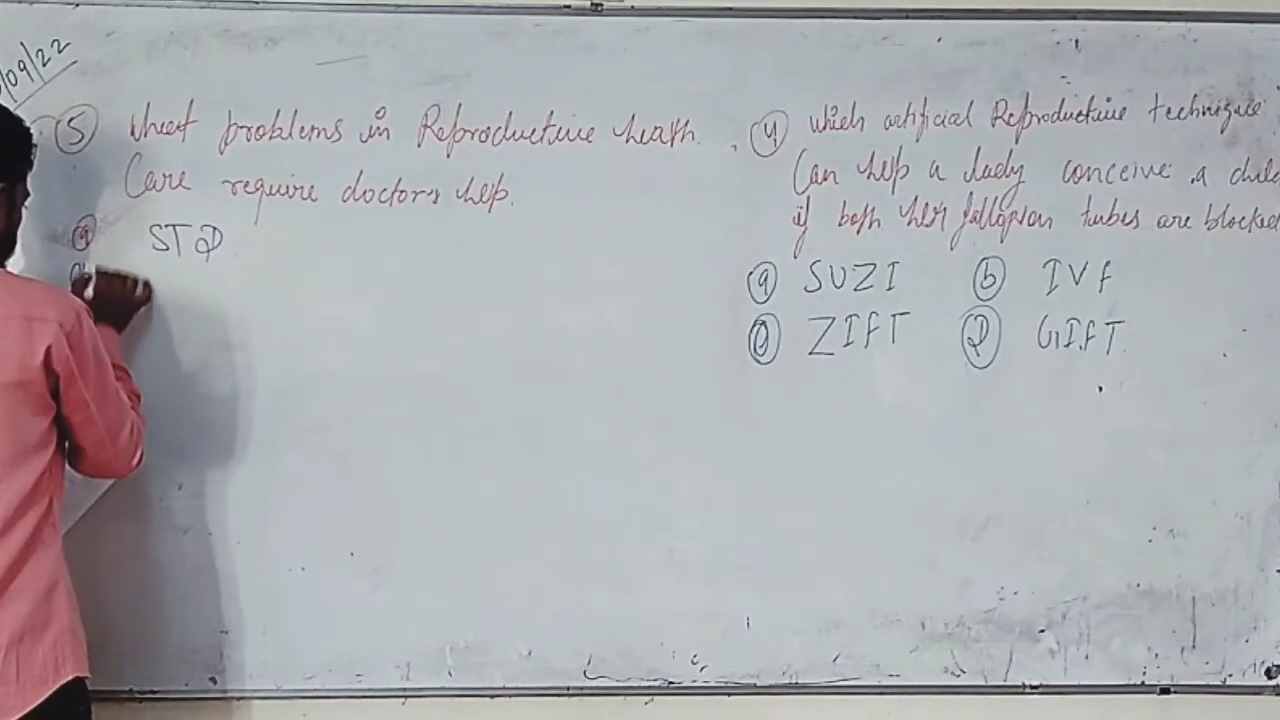 /09/22
5 What problems in Reproductive heath
Care require doctors help.
a STD
4 which artificial Reproductive technique
Can help a lady conceive a child
if both her fallopian tubes are blocked
a SUZI b IVF
ZIFT D GIFT